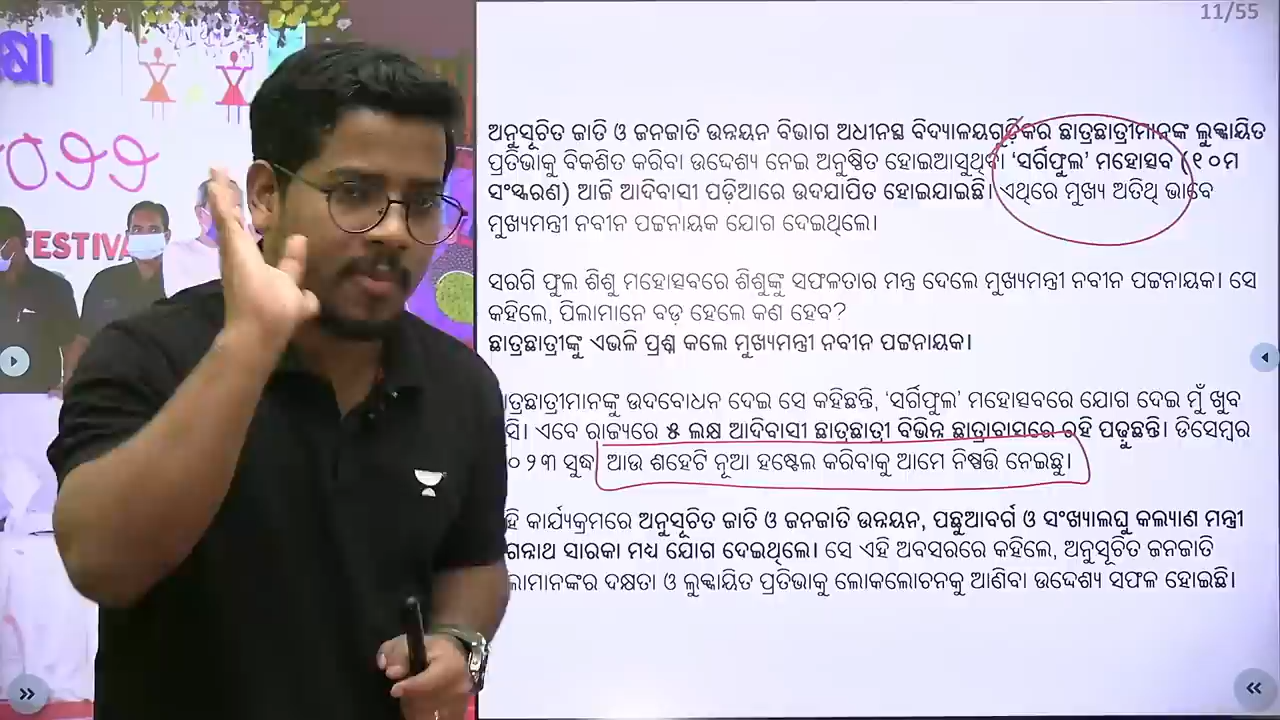 11/55
୨୦୨୨
FESTIVA
ଅନୁସୂଚିତ ଜାତି ଓ ଜନଜାତି ଉନ୍ନୟନ ବିଭାଗ ଅଧୀନସ୍ଥ ବିଦ୍ୟାଳୟଗୁଡ଼ିକର ଛାତ୍ରଛାତ୍ରୀମାନଙ୍କ ଲୁକ୍କାୟିତ
ପ୍ରତିଭାକୁ ବିକଶିତ କରିବା ଉଦ୍ଦେଶ୍ୟ ନେଇ ଅନୁଷ୍ଠିତ ହୋଇଆସୁଥିବା ‘ସର୍ଗିଫୁଲ’ ମହୋତ୍ସବ (୧୦ମ
ସଂସ୍କରଣ) ଆଜି ଆଦିବାସୀ ପଡ଼ିଆରେ ଉଦଯାପିତ ହୋଇଯାଇଛି। ଏଥିରେ ମୁଖ୍ୟ ଅତିଥି ଭାବେ
ମୁଖ୍ୟମନ୍ତ୍ରୀ ନବୀନ ପଟ୍ଟନାୟକ ଯୋଗ ଦେଇଥିଲେ।
ସରଗି ଫୁଲ ଶିଶୁ ମହୋତ୍ସବରେ ଶିଶୁଙ୍କୁ ସଫଳତାର ମନ୍ତ୍ର ଦେଲେ ମୁଖ୍ୟମନ୍ତ୍ରୀ ନବୀନ ପଟ୍ଟନାୟକ। ସେ
କହିଲେ, ପିଲାମାନେ ବଡ଼ ହେଲେ କଣ ହେବ?
ଛାତ୍ରଛାତ୍ରୀଙ୍କୁ ଏଭଳି ପ୍ରଶ୍ନ କଲେ ମୁଖ୍ୟମନ୍ତ୍ରୀ ନବୀନ ପଟ୍ଟନାୟକ।
ତ୍ରଛାତ୍ରୀମାନଙ୍କୁ ଉଦବୋଧନ ଦେଇ ସେ କହିଛନ୍ତି, ‘ସର୍ଗିଫୁଲ’ ମହୋତ୍ସବରେ ଯୋଗ ଦେଇ ମୁଁ ଖୁବ
ସି। ଏବେ ରାଜ୍ୟରେ ୫ ଲକ୍ଷ ଆଦିବାସୀ ଛାତ୍ରଛାତ୍ରୀ ବିଭିନ୍ନ ଛାତ୍ରାବାସରେ ରହି ପଢ଼ୁଛନ୍ତି। ଡିସେମ୍ବର
୦୨୩ ସୁଦ୍ଧା ଆଉ ଶହେଟି ନୂଆ ହଷ୍ଟେଲ କରିବାକୁ ଆମେ ନିଷ୍ପତ୍ତି ନେଇଛୁ।
ହି କାର୍ଯ୍ୟକ୍ରମରେ ଅନୁସୂଚିତ ଜାତି ଓ ଜନଜାତି ଉନ୍ନୟନ, ପଛୁଆବର୍ଗ ଓ ସଂଖ୍ୟାଲଘୁ କଲ୍ୟାଣ ମନ୍ତ୍ରୀ
ଗନ୍ନାଥ ସାରକା ମଧ୍ୟ ଯୋଗ ଦେଇଥିଲେ। ସେ ଏହି ଅବସରରେ କହିଲେ, ଅନୁସୂଚିତ ଜନଜାତି
ଲାମାନଙ୍କର ଦକ୍ଷତା ଓ ଲୁକ୍କାୟିତ ପ୍ରତିଭାକୁ ଲୋକଲୋଚନକୁ ଆଣିବା ଉଦ୍ଦେଶ୍ୟ ସଫଳ ହୋଇଛି।